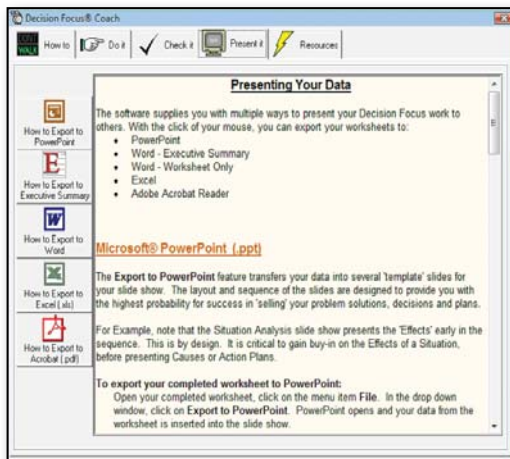 Decision Focus® Coach
DON'T WALK How to Do it Check it Present it Resources
How to Export to
PowerPoint
How to Export to
Executive Summary
How to Export to
Word
How to Export to
Excel (.xls)
How to Export to
Acrobat (.pdf)
Presenting Your Data
The software supplies you with multiple ways to present your Decision Focus work to
others. With the click of your mouse, you can export your worksheets to:
• PowerPoint
• Word - Executive Summary
• Word - Worksheet Only
• Excel
• Adobe Acrobat Reader
Microsoft® PowerPoint (.ppt)
The Export to PowerPoint feature transfers your data into several 'template' slides for
your slide show. The layout and sequence of the slides are designed to provide you with
the highest probability for success in 'selling' your problem solutions, decisions and plans.
For Example, note that the Situation Analysis slide show presents the 'Effects' early in the
sequence. This is by design. It is critical to gain buy-in on the Effects of a Situation,
before presenting Causes or Action Plans.
To export your completed worksheet to PowerPoint:
Open your completed worksheet, click on the menu item File. In the drop down
window, click on Export to PowerPoint. PowerPoint opens and your data from the
worksheet is inserted into the slide show.